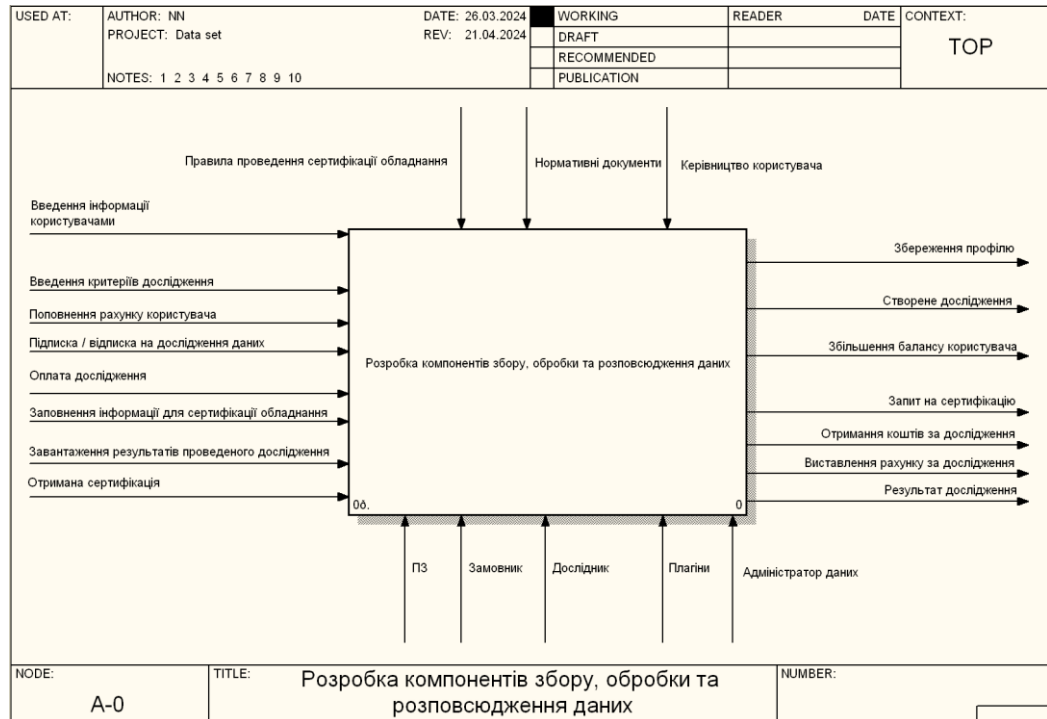 USED AT:
AUTHOR: NN
DATE: 26.03.2024
WORKING
READER
DATE
CONTEXT:
PROJECT: Data set
REV: 21.04.2024
DRAFT
TOP
RECOMMENDED
NOTES: 1 2 3 4 5 6 7 8 9 10
PUBLICATION
Правила проведення сертифікації обладнання
Нормативні документи
Керівництво користувача
Введення інформації
користувачами
Введення критеріїв дослідження
Поповнення рахунку користувача
Підписка / відписка на дослідження даних
Оплата дослідження
Заповнення інформації для сертифікації обладнання
Завантаження результатів проведеного дослідження
Отримана сертифікація
Розробка компонентів збору, обробки та розповсюдження даних
0ð.
0
Збереження профілю
Створене дослідження
Збільшення балансу користувача
Запит на сертифікацію
Отримання коштів за дослідження
Виставлення рахунку за дослідження
Результат дослідження
ПЗ
Замовник
Дослідник
Плагіни
Адміністратор даних
NODE:
A-0
TITLE:
Розробка компонентів збору, обробки та
розповсюдження даних
NUMBER: